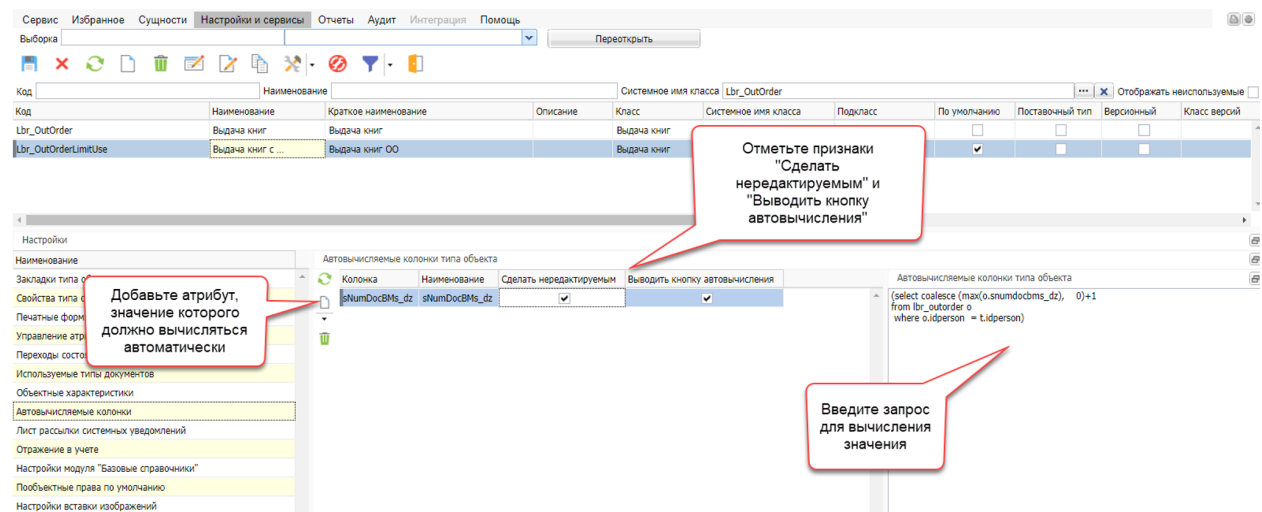 Сервис Избранное Сущности Настройки и сервисы Отчеты Аудит Интеграция Помощь
Выборка Переоткрыть
Код Наименование Системное имя класса Lbr_OutOrder Отображать неиспользуемые
Код Наименование Краткое наименование Описание Класс Системное имя класса Подкласс По умолчанию Поставочный тип Версионный Класс версий
Lbr_OutOrder Выдача книг Выдача книг Выдача книг
Lbr_OutOrderLimitUse Выдача книг с ... Выдача книг ОО Выдача книг
Отметьте признаки
"Сделать
нередактируемым" и
"Выводить кнопку
автовычисления"
Настройки
Наименование
Закладки типа
Свойства типа
Печатные
Управление
Переходы
Используемые типы документов
Объектные характеристики
Автовычисляемые колонки
Лист рассылки системных уведомлений
Отражение в учете
Настройки модуля "Базовые справочники"
Пообъектные права по умолчанию
Настройки вставки изображений
Добавьте атрибут,
значение которого
должно вычисляться
автоматически
Автовычисляемые колонки типа объекта
Колонка Наименование Сделать нередактируемым Выводить кнопку автовычисления
sNumDocBMs_dz sNumDocBMs_dz
Автовычисляемые колонки типа объекта
(select coalesce (max(o.snumdocbms_dz), 0)+1
from lbr_outorder o
where o.idperson = t.idperson)
Введите запрос
для вычисления
значения